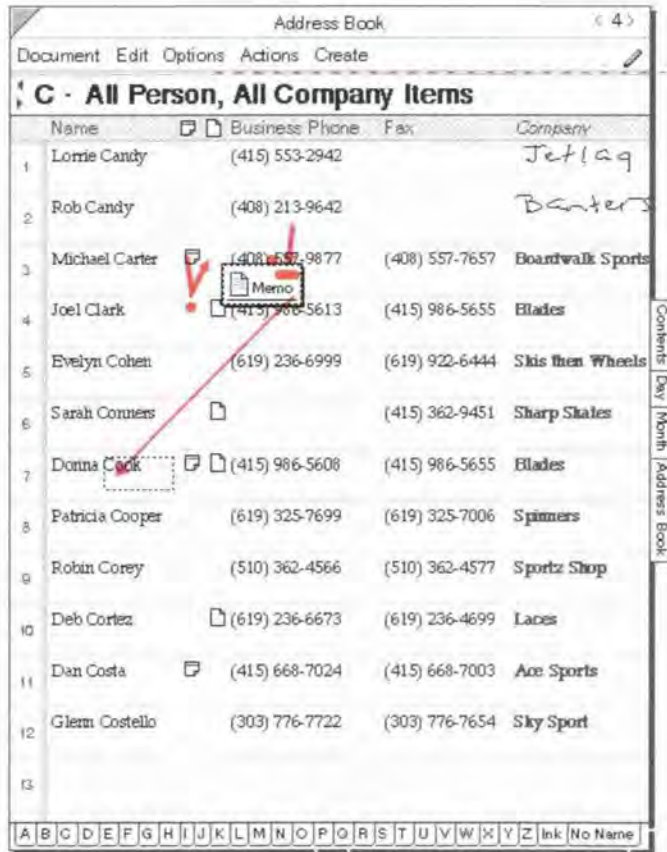 Address Book < 4 >
Document Edit Options Actions Create
C - All Person, All Company Items
Name Business Phone Fax Company
1 Lorrie Candy (415) 553-2942 Jetlag
2 Rob Candy (408) 213-9642 Banters
3 Michael Carter (408) 557-9877 (408) 557-7657 Boardwalk Sports
Memo
4 Joel Clark (415) 986-5613 (415) 986-5655 Blades
5 Evelyn Cohen (619) 236-6999 (619) 922-6444 Skis then Wheels
6 Sarah Conners (415) 362-9451 Sharp Skates
7 Donna Cook (415) 986-5608 (415) 986-5655 Blades
8 Patricia Cooper (619) 325-7699 (619) 325-7006 Spinners
9 Robin Corey (510) 362-4566 (510) 362-4577 Sportz Shop
10 Deb Cortez (619) 236-6673 (619) 236-4699 Laces
11 Dan Costa (415) 668-7024 (415) 668-7003 Ace Sports
12 Glenn Costello (303) 776-7722 (303) 776-7654 Sky Sport
13
A B C D E F G H I J K L M N O P Q R S T U V W X Y Z Ink No Name
Contents Day Month Address Book